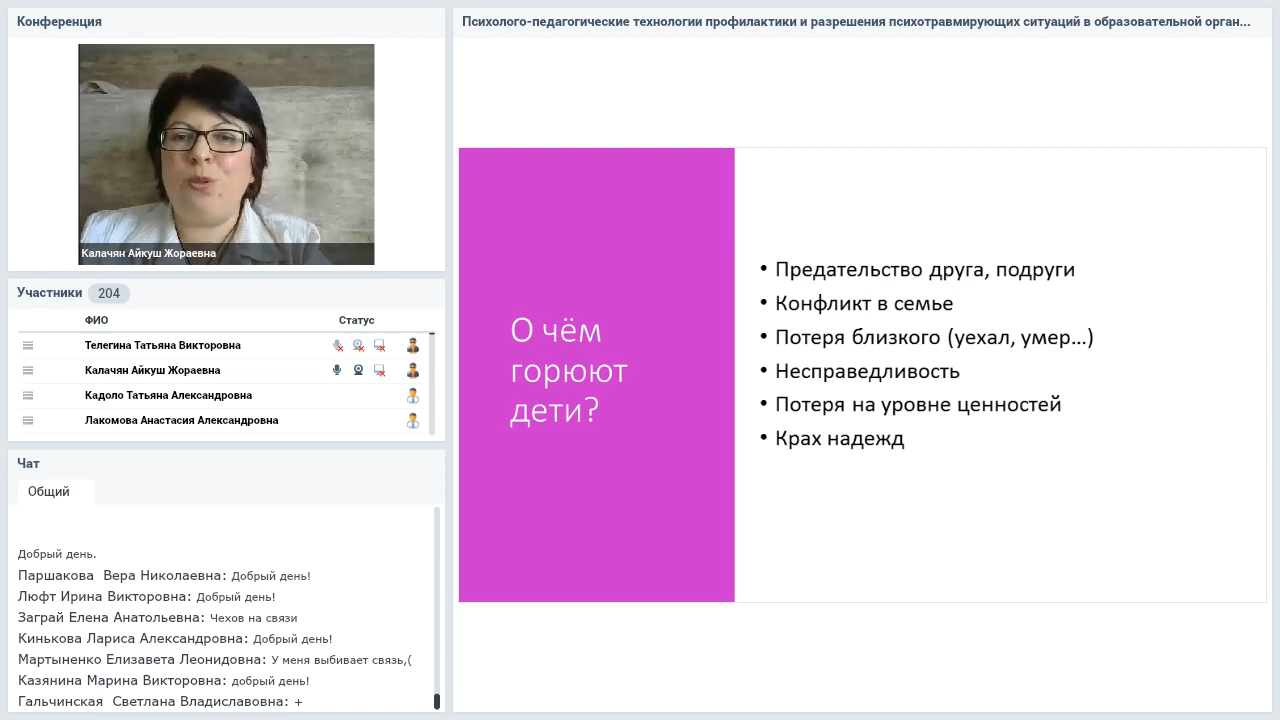 Конференция
Калачян Айкуш Жораевна
Участники 204
ФИО Статус
Телегина Татьяна Викторовна
Калачян Айкуш Жораевна
Кадоло Татьяна Александровна
Лакомова Анастасия Александровна
Чат
Общий
Добрый день.
Паршакова Вера Николаевна: Добрый день!
Люфт Ирина Викторовна: Добрый день!
Заграй Елена Анатольевна: Чехов на связи
Кинькова Лариса Александровна: Добрый день!
Мартыненко Елизавета Леонидовна: У меня выбивает связь,(
Казянина Марина Викторовна: добрый день!
Гальчинская Светлана Владиславовна: +
Психолого-педагогические технологии профилактики и разрешения психотравмирующих ситуаций в образовательной орган...
О чём
горюют
дети?
• Предательство друга, подруги
• Конфликт в семье
• Потеря близкого (уехал, умер...)
• Несправедливость
• Потеря на уровне ценностей
• Крах надежд